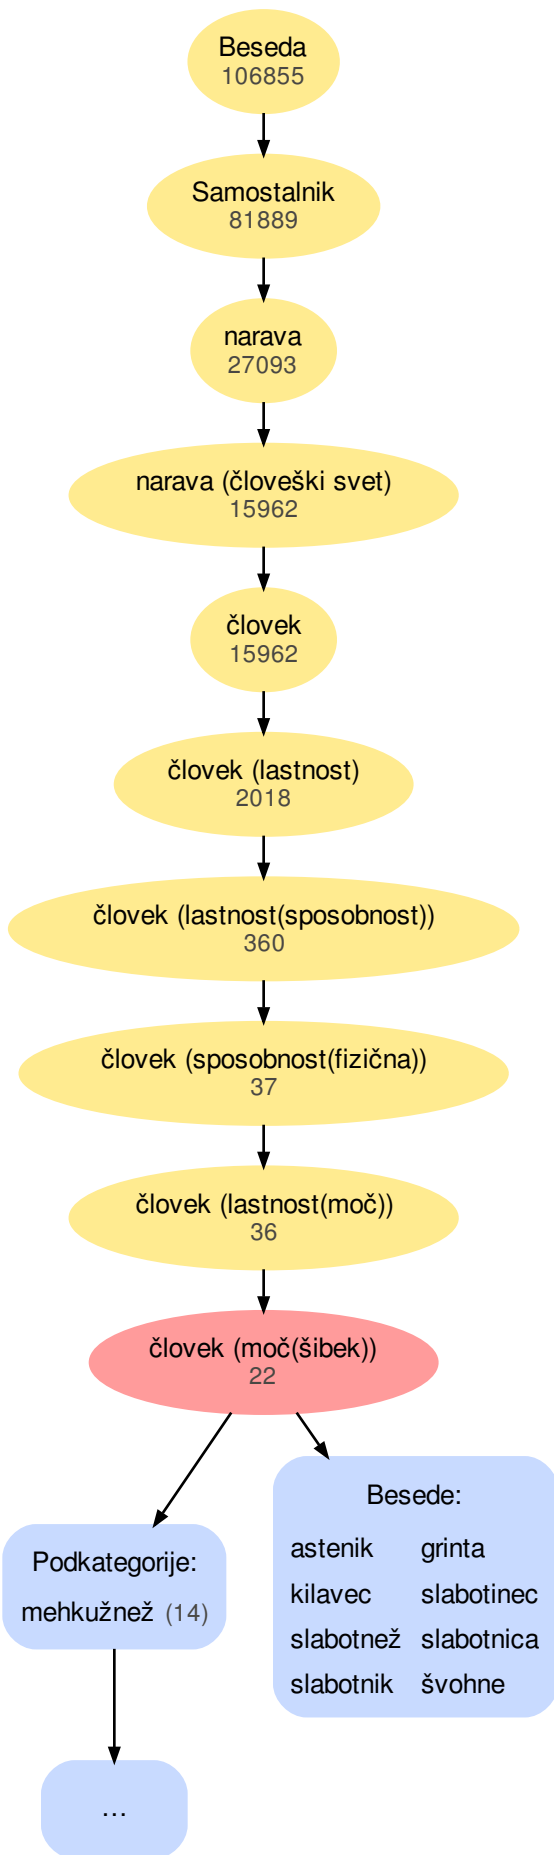 Beseda
106855
Samostalnik
81889
narava
27093
narava (človeški svet)
15962
človek
15962
človek (lastnost)
2018
človek (lastnost(sposobnost))
360
človek (sposobnost(fizična))
37
človek (lastnost(moč))
36
človek (moč(šibek))
22
Podkategorije:
mehkužnež (14)
...
Besede:
astenik grinta
kilavec slabotinec
slabotnež slabotnica
slabotnik švohne